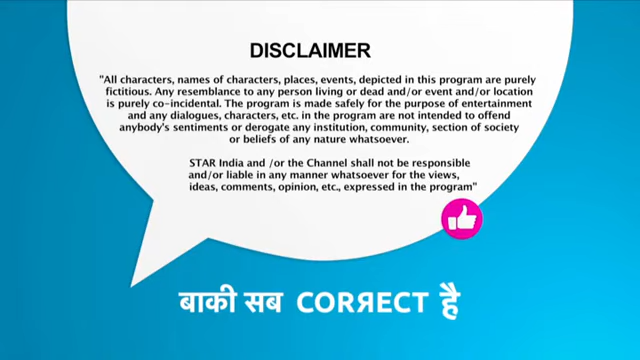 DISCLAIMER
"All characters, names of characters, places, events, depicted in this program are purely
fictitious. Any resemblance to any person living or dead and/or event and/or location
is purely co-incidental. The program is made safely for the purpose of entertainment
and any dialogues, characters, etc. in the program are not intended to offend
anybody's sentiments or derogate any institution, community, section of society
or beliefs of any nature whatsoever.
STAR India and /or the Channel shall not be responsible
and/or liable in any manner whatsoever for the views,
ideas, comments, opinion, etc., expressed in the program"
बाकी सब CORЯECT है